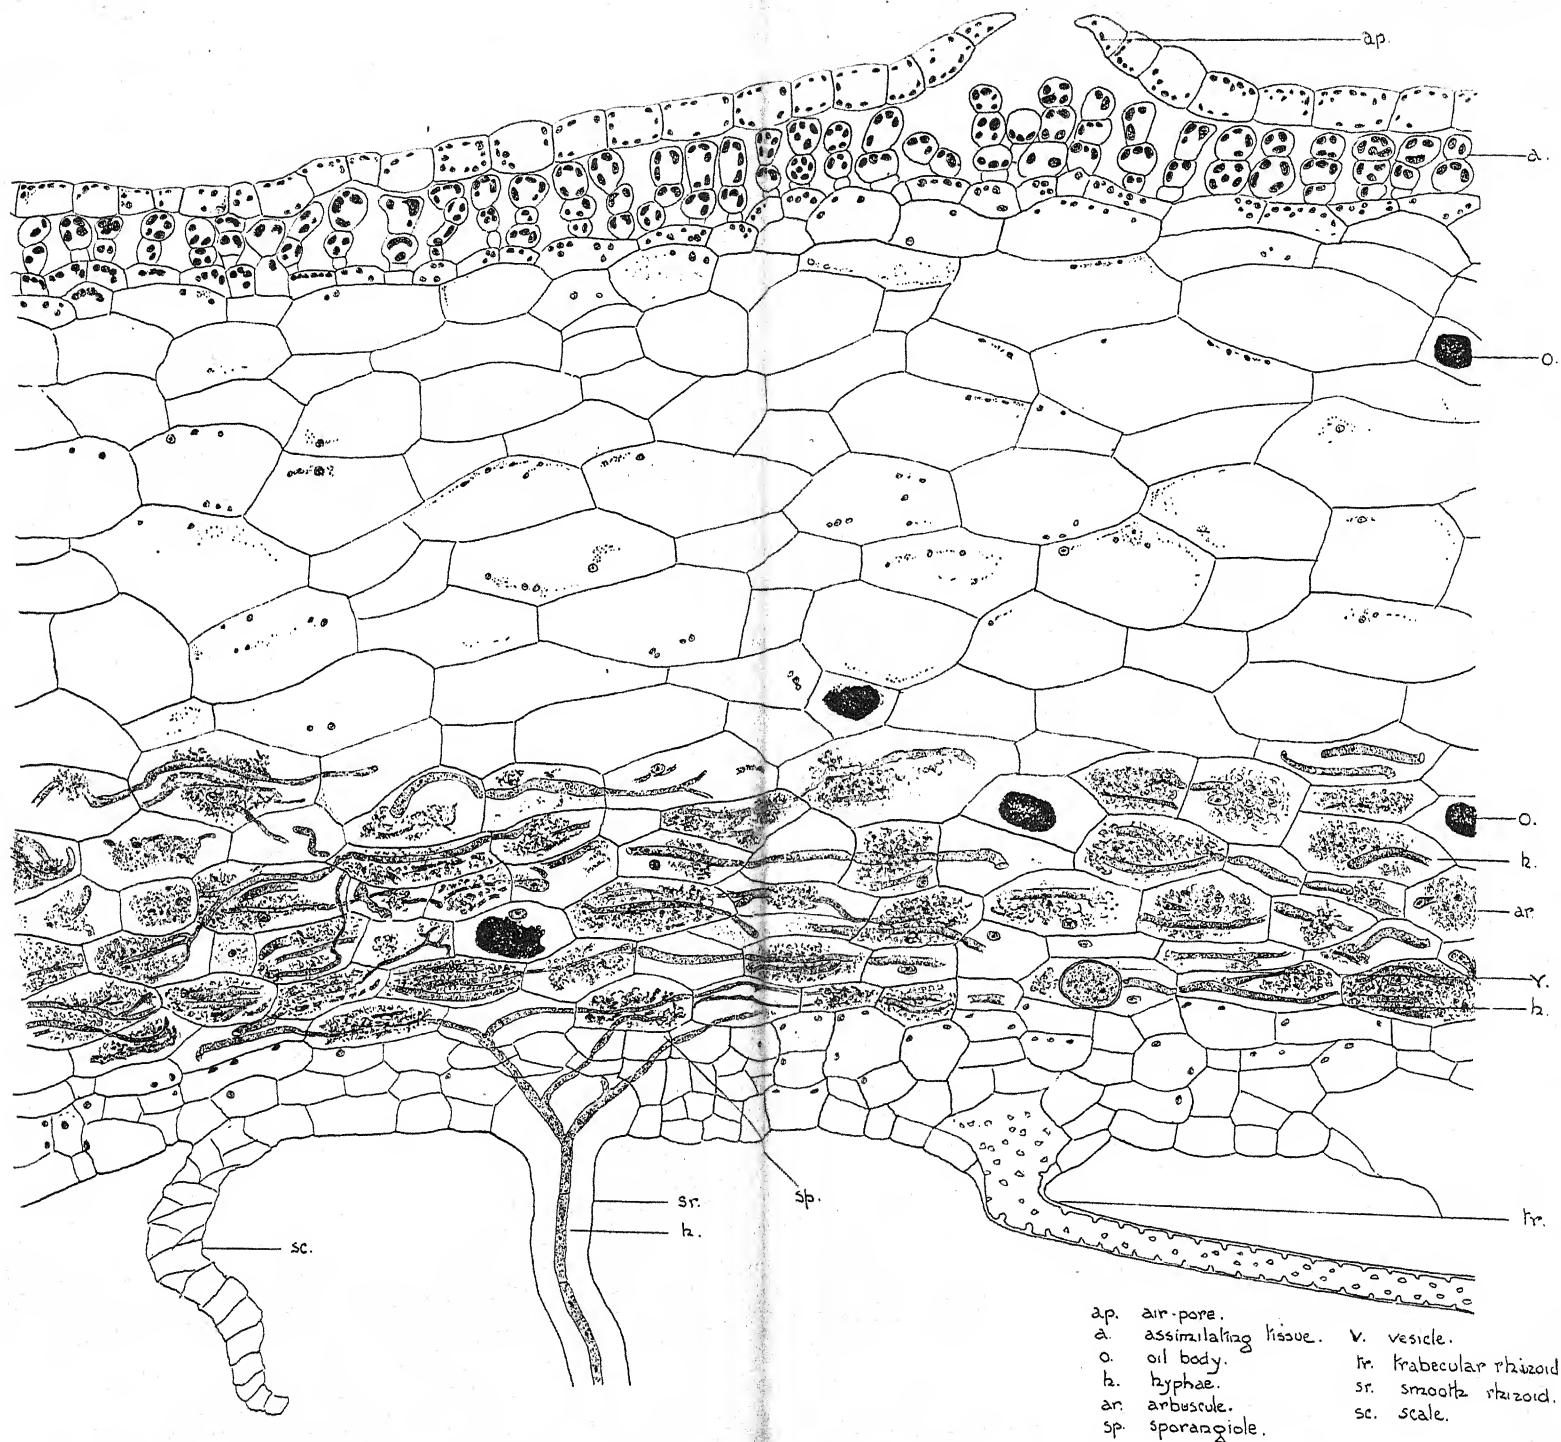 ap.
a.
o.
o.
h.
ar.
v.
h.
sp.
sr.
h.
tr.
sc.
ap. air-pore.
a. assimilating tissue.
o. oil body.
h. hyphae.
ar. arbuscule.
sp. sporangiole.
v. vesicle.
tr. trabecular rhizoid
sr. smooth rhizoid.
sc. scale.